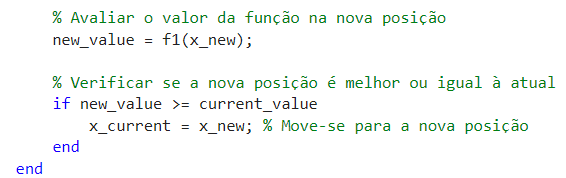 % Avaliar o valor da função na nova posição
new_value = f1(x_new);
% Verificar se a nova posição é melhor ou igual à atual
if new_value >= current_value
x_current = x_new; % Move-se para a nova posição
end
end